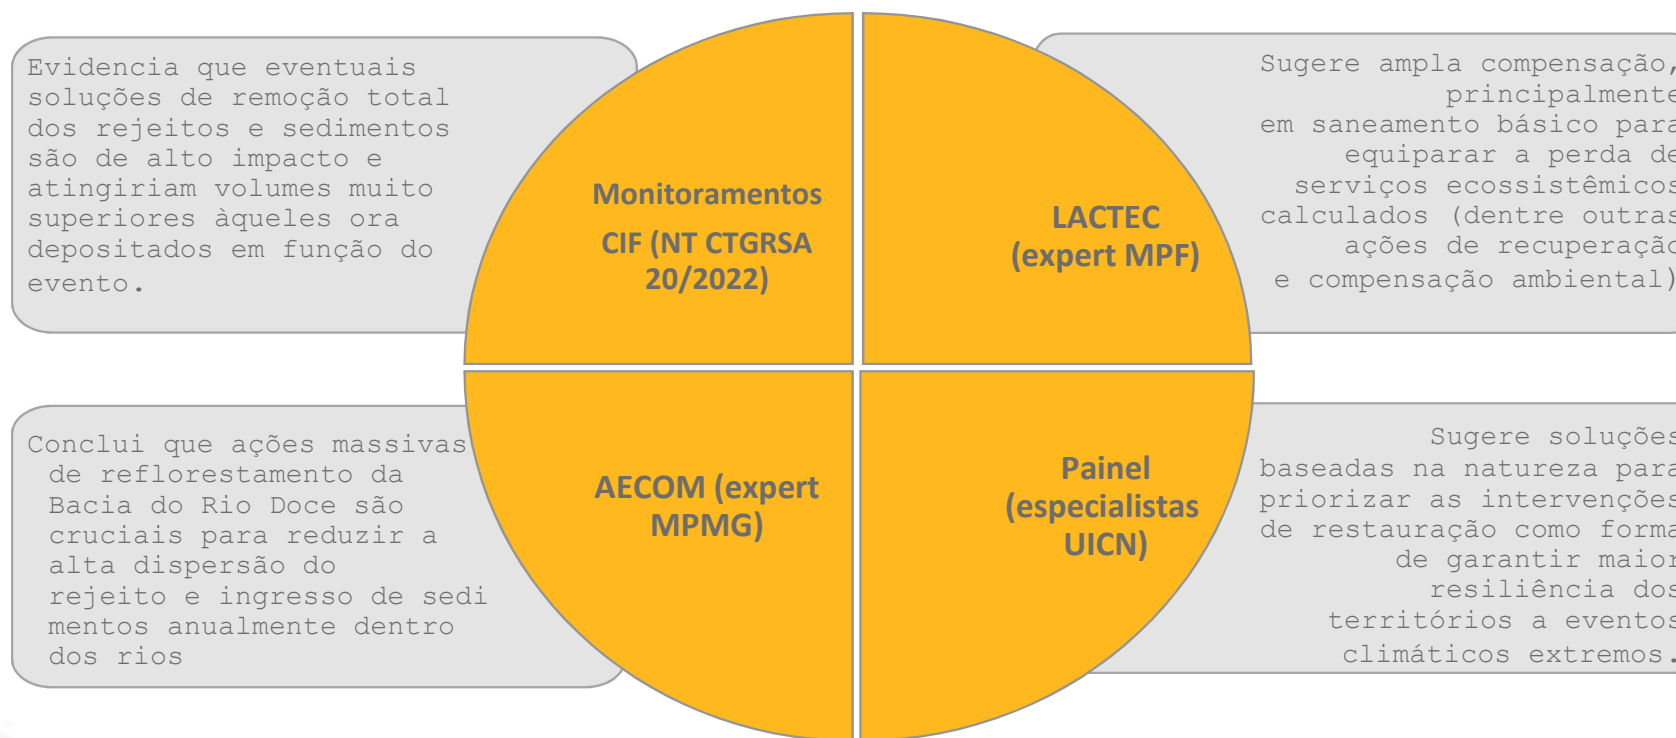 Evidencia que eventuais
soluções de remoção total
dos rejeitos e sedimentos
são de alto impacto e
atingiriam volumes muito
superiores àqueles ora
depositados em função do
evento.
Monitoramentos
CIF (NT CTGRSA
20/2022)
LACTEC
(expert MPF)
Sugere ampla compensação,
principalmente
em saneamento básico para
equiparar a perda de
serviços ecossistêmicos
calculados (dentre outras
ações de recuperação
e compensação ambiental)
Conclui que ações massivas
de reflorestamento da
Bacia do Rio Doce são
cruciais para reduzir a
alta dispersão do
rejeito e ingresso de sedi
mentos anualmente dentro
dos rios
AECOM (expert
MPMG)
Painel
(especialistas
UICN)
Sugere soluções
baseadas na natureza para
priorizar as intervenções
de restauração como forma
de garantir maior
resiliência dos
territórios a eventos
climáticos extremos.